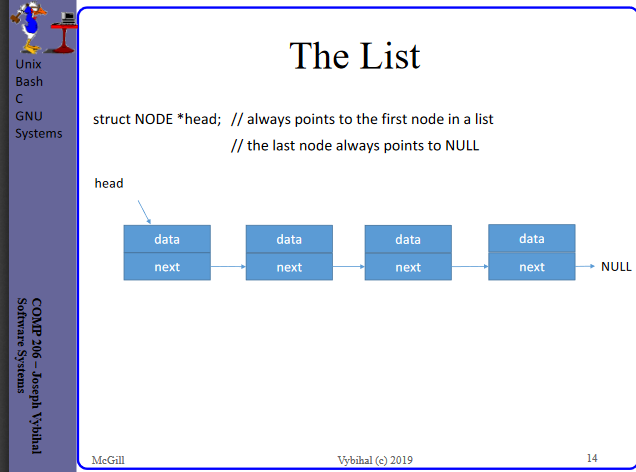 Unix
Bash
C
GNU
Systems
COMP 206 – Joseph Vybihal
Software Systems
The List
struct NODE *head; // always points to the first node in a list
// the last node always points to NULL
head
data data data data
next next next next NULL
McGill Vybihal (c) 2019 14